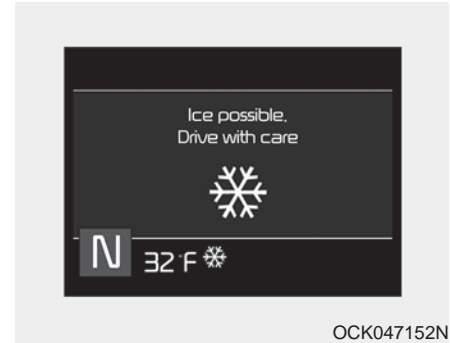 Ice possible,
Drive with care
N 32°F
OCK047152N